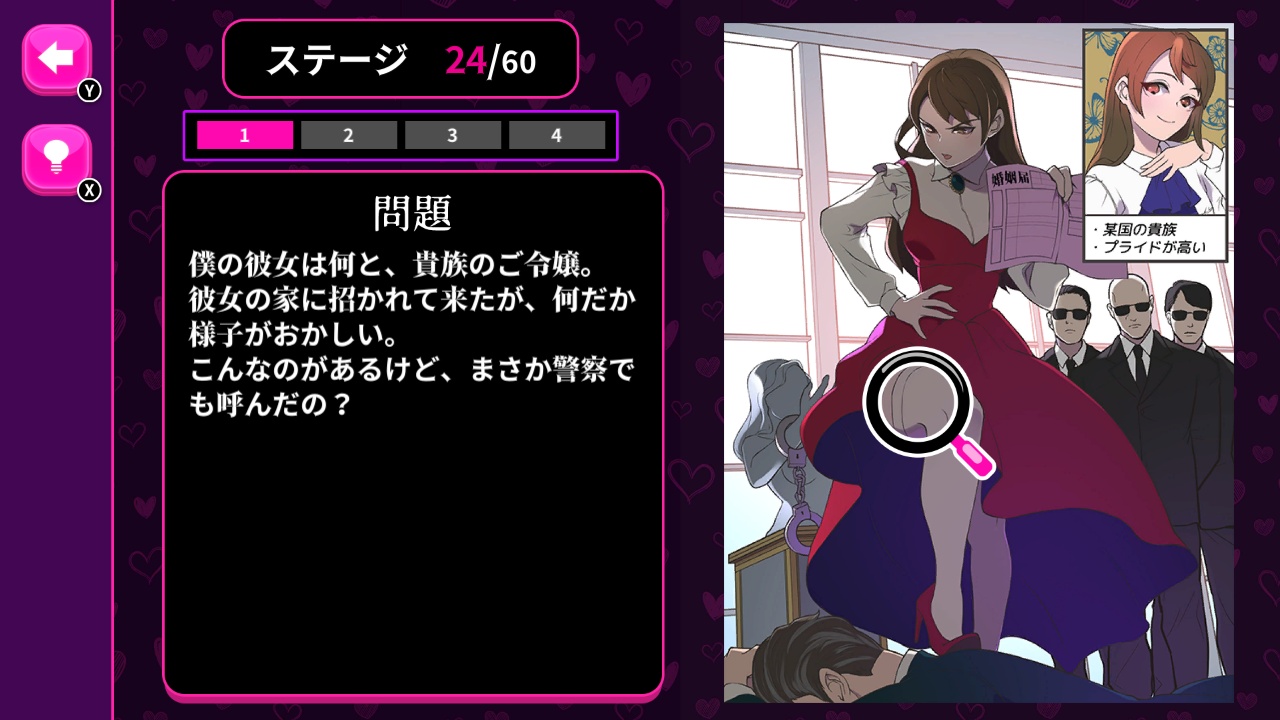 ステージ 24/60
Y
1 2 3 4
X
問題
僕の彼女は何と、貴族のご令嬢。
彼女の家に招かれて来たが、何だか
様子がおかしい。
こんなのがあるけど、まさか警察で
も呼んだの？
婚姻届
・某国の貴族
・プライドが高い